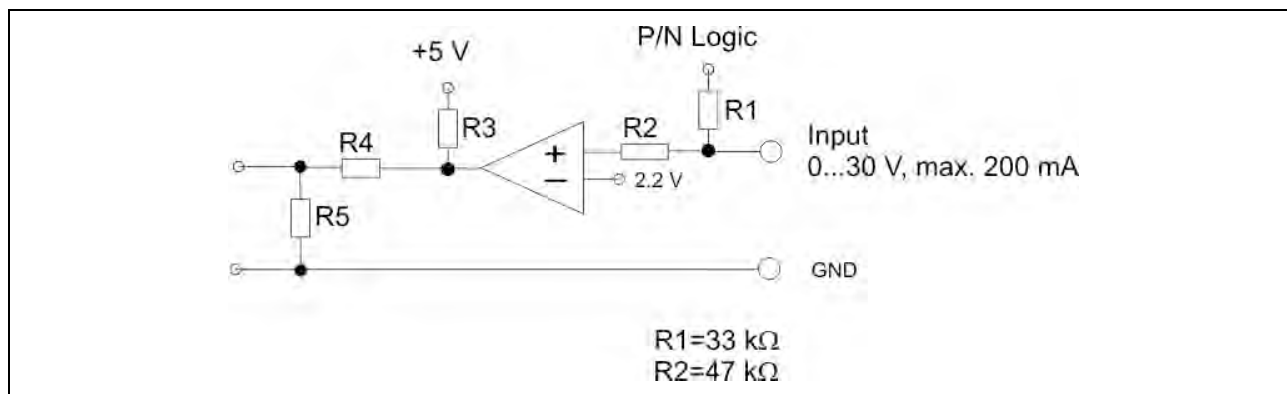 P/N Logic
+5 V
R1
R3
R2
R4
Input
0...30 V, max. 200 mA
+
−
2.2 V
R5
GND
R1=33 kΩ
R2=47 kΩ